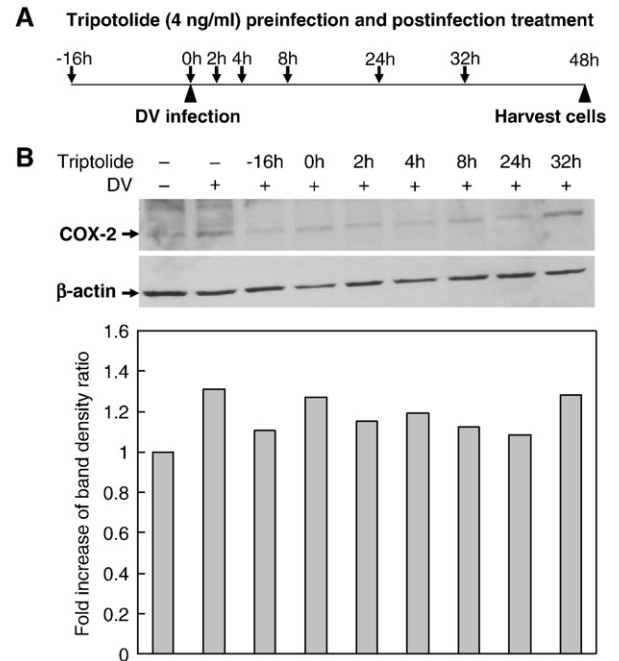 A
Tripotolide (4 ng/ml) preinfection and postinfection treatment
-16h 0h 2h 4h 8h 24h 32h 48h
DV infection Harvest cells
B
Triptolide – – -16h 0h 2h 4h 8h 24h 32h
DV – + + + + + + + +
COX-2
β-actin
Fold increase of band density ratio
1.6
1.4
1.2
1
0.8
0.6
0.4
0.2
0